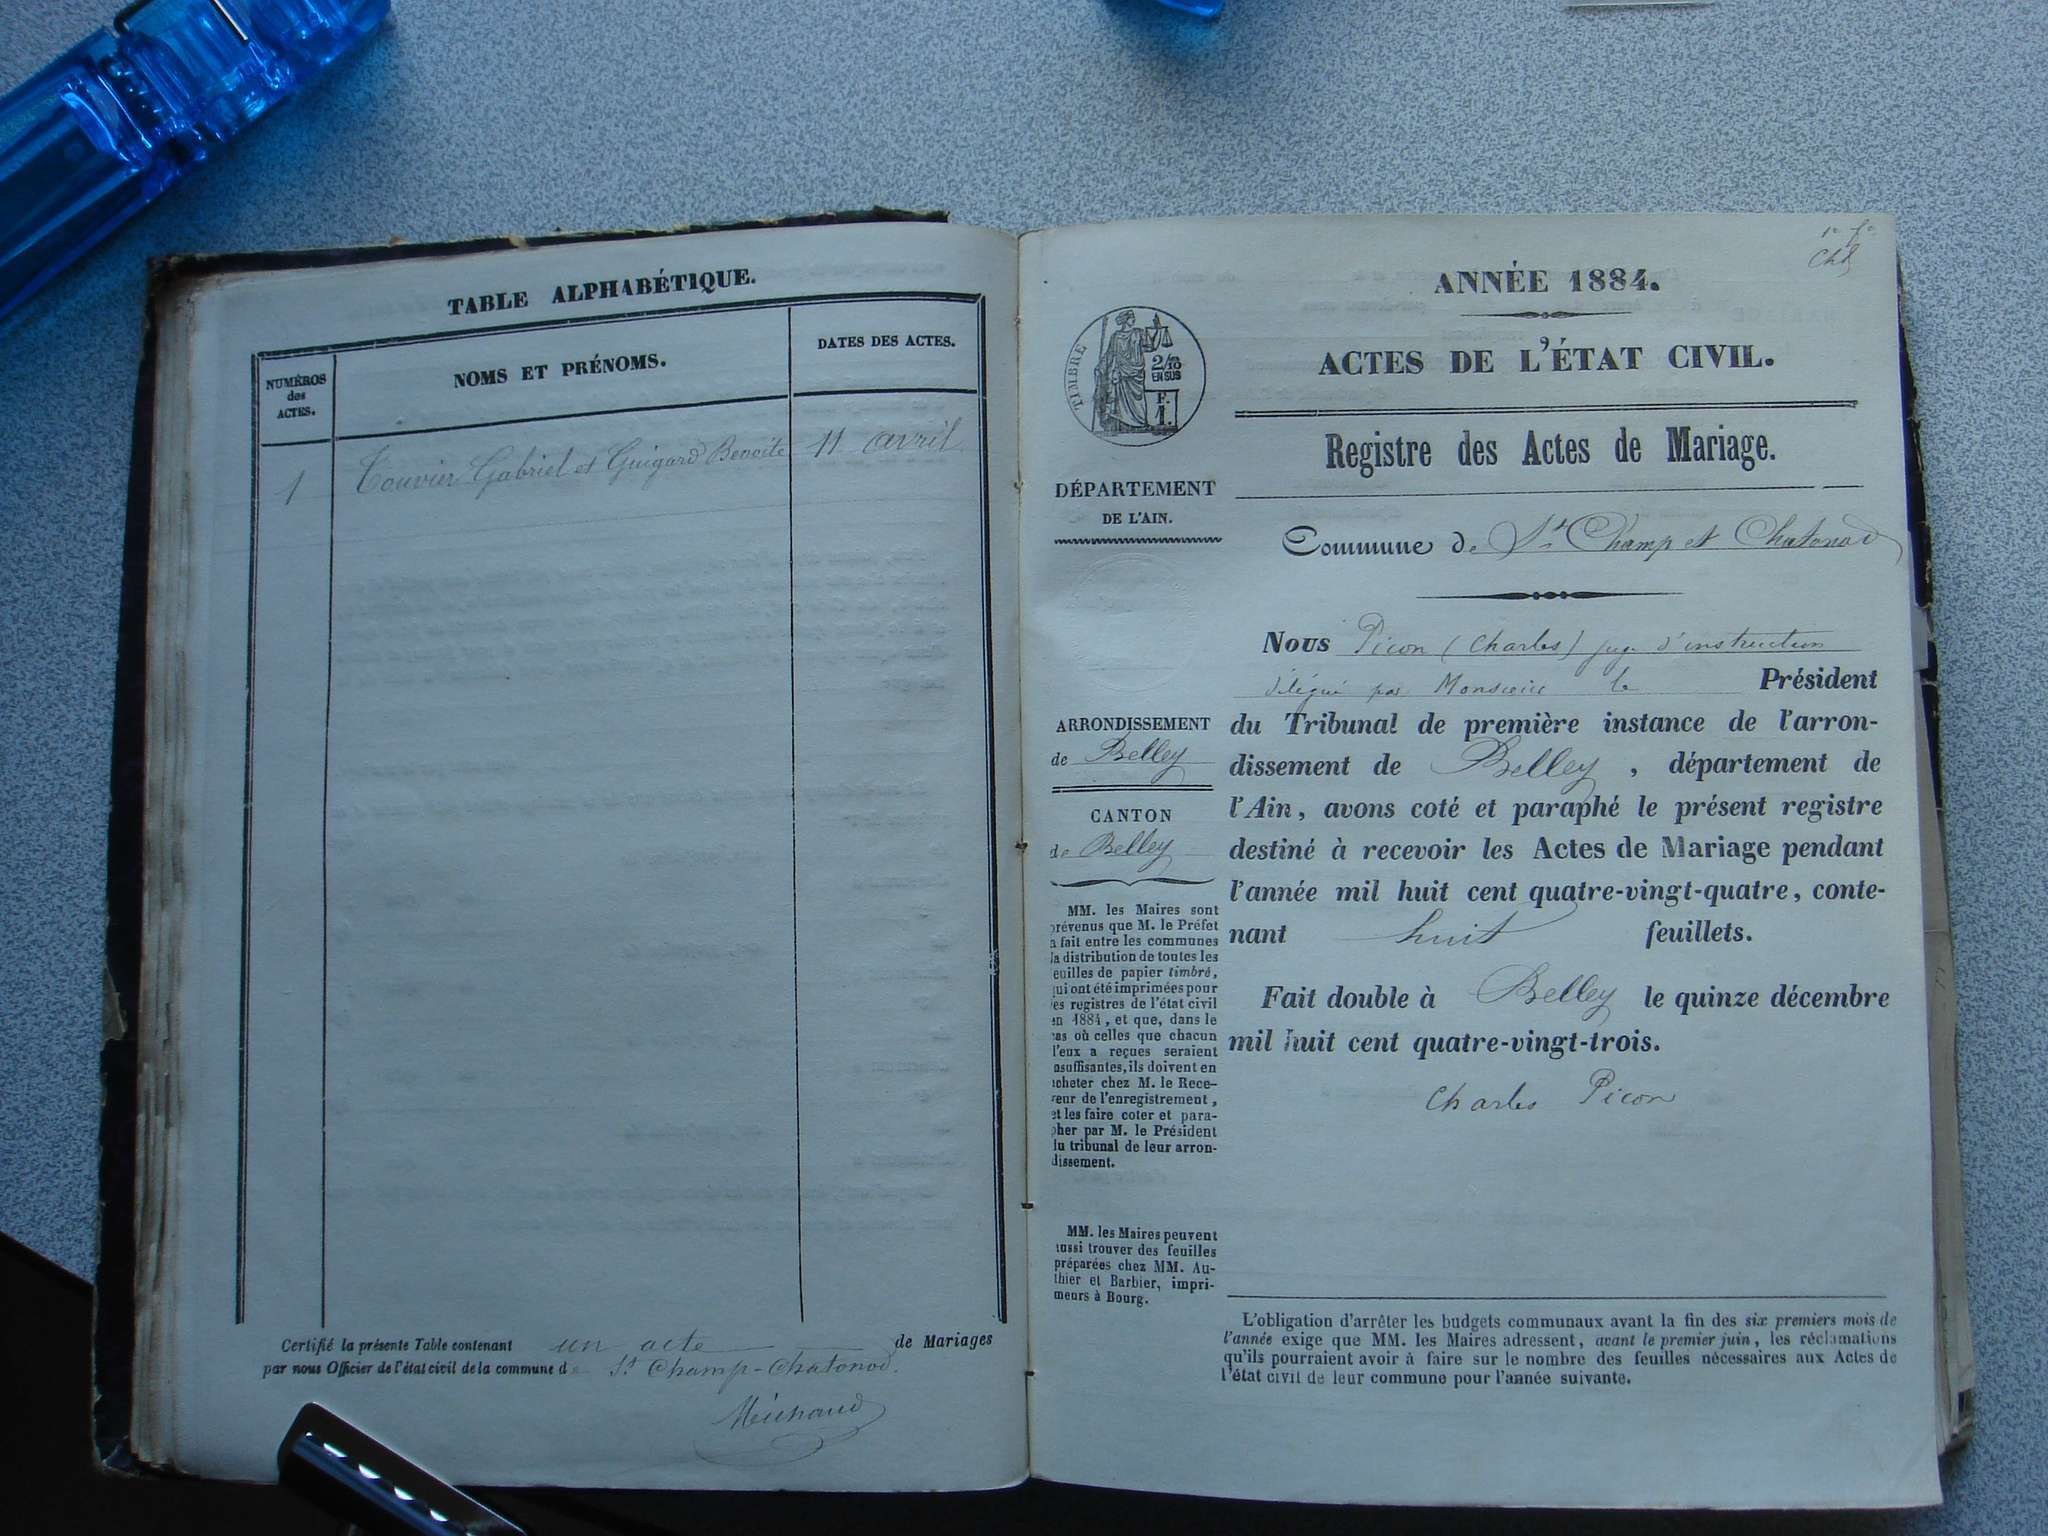 TABLE ALPHABÉTIQUE.
NUMÉROS
des
ACTES.
NOMS ET PRÉNOMS.
DATES DES ACTES.
1 Touvier Gabriel et Guigard Benoite 11 avril
Certifié la présente Table contenant un acte de Mariages
par nous Officier de l'état civil de la commune de St Champ-Chatonod.
Michaud
1er fo
ChP
ANNÉE 1884.
ACTES DE L'ÉTAT CIVIL.
Registre des Actes de Mariage.
TIMBRE
2/10
EN SUS
F.
1.
DÉPARTEMENT
DE L'AIN.
Commune de St Champ et Chatonod
Nous Picon (Charles) juge d'instruction
délégué par Monsieur le Président
du Tribunal de première instance de l'arron-
dissement de Belley, département de
l'Ain, avons coté et paraphé le présent registre
destiné à recevoir les Actes de Mariage pendant
l'année mil huit cent quatre-vingt-quatre, conte-
nant huit feuillets.
Fait double à Belley le quinze décembre
mil huit cent quatre-vingt-trois.
Charles Picon
ARRONDISSEMENT
de Belley
CANTON
de Belley
MM. les Maires sont
prévenus que M. le Préfet
a fait entre les communes
la distribution de toutes les
feuilles de papier timbré,
qui ont été imprimées pour
les registres de l'état civil
en 1884, et que, dans le
cas où celles que chacun
d'eux a reçues seraient
insuffisantes, ils doivent en
acheter chez M. le Rece-
veur de l'enregistrement,
et les faire coter et para-
pher par M. le Président
du tribunal de leur arron-
dissement.
MM. les Maires peuvent
aussi trouver des feuilles
préparées chez MM. Au-
thier et Barbier, impri-
meurs à Bourg.
L'obligation d'arrêter les budgets communaux avant la fin des six premiers mois de
l'année exige que MM. les Maires adressent, avant le premier juin, les réclamations
qu'ils pourraient avoir à faire sur le nombre des feuilles nécessaires aux Actes de
l'état civil de leur commune pour l'année suivante.